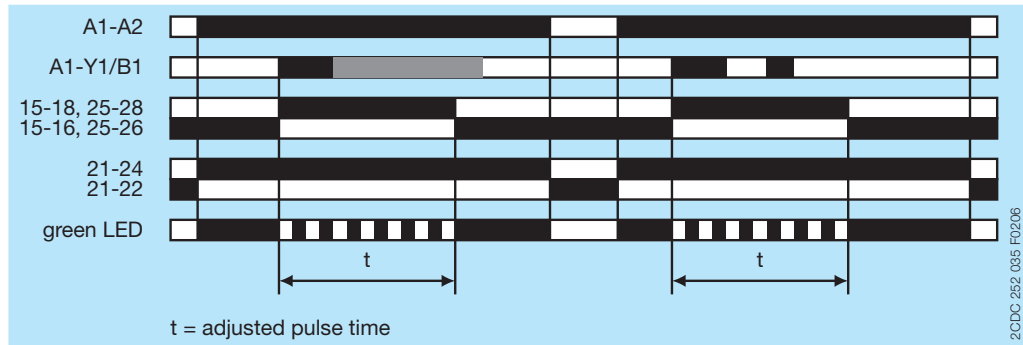 A1-A2
A1-Y1/B1
15-18, 25-28
15-16, 25-26
21-24
21-22
green LED
t
t
t = adjusted pulse time
2CDC 252 035 F0206